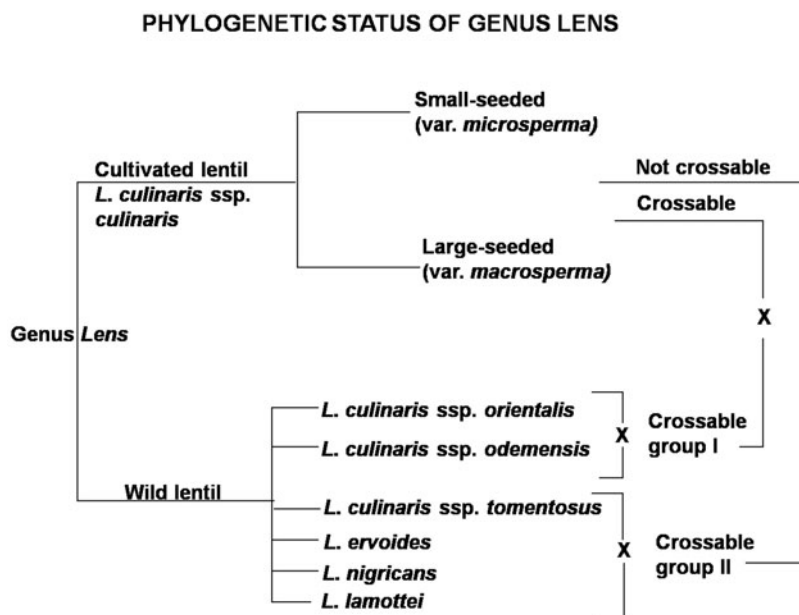 PHYLOGENETIC STATUS OF GENUS LENS
Small-seeded
(var. microsperma)
Cultivated lentil
L. culinaris ssp.
culinaris
Not crossable
Crossable
Large-seeded
(var. macrosperma)
X
Genus Lens
L. culinaris ssp. orientalis
L. culinaris ssp. odemensis
X
Crossable
group I
Wild lentil
L. culinaris ssp. tomentosus
L. ervoides
L. nigricans
L. lamottei
X
Crossable
group II